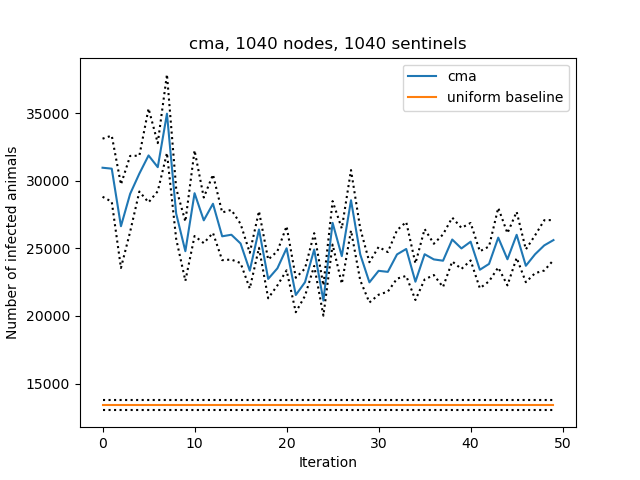 cma, 1040 nodes, 1040 sentinels
cma
uniform baseline
Number of infected animals
35000
30000
25000
20000
15000
0
10
20
30
40
50
Iteration